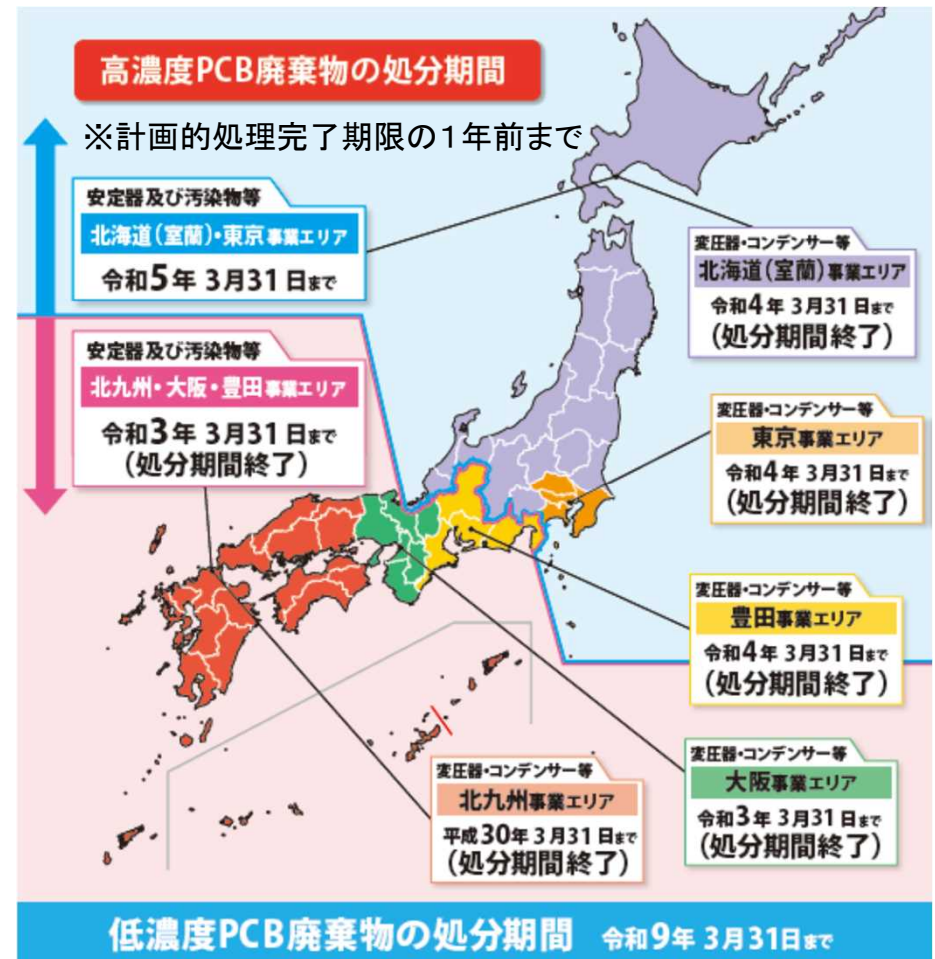 高濃度PCB廃棄物の処分期間
※計画的処理完了期限の1年前まで
安定器及び汚染物等
北海道(室蘭)・東京事業エリア
令和5年 3月31日まで
安定器及び汚染物等
北九州・大阪・豊田事業エリア
令和3年 3月31日まで
(処分期間終了)
変圧器・コンデンサー等
北海道(室蘭)事業エリア
令和4年 3月31日まで
(処分期間終了)
変圧器・コンデンサー等
東京事業エリア
令和4年 3月31日まで
(処分期間終了)
変圧器・コンデンサー等
豊田事業エリア
令和4年 3月31日まで
(処分期間終了)
変圧器・コンデンサー等
大阪事業エリア
令和3年 3月31日まで
(処分期間終了)
変圧器・コンデンサー等
北九州事業エリア
平成30年 3月31日まで
(処分期間終了)
低濃度PCB廃棄物の処分期間 令和9年 3月31日まで